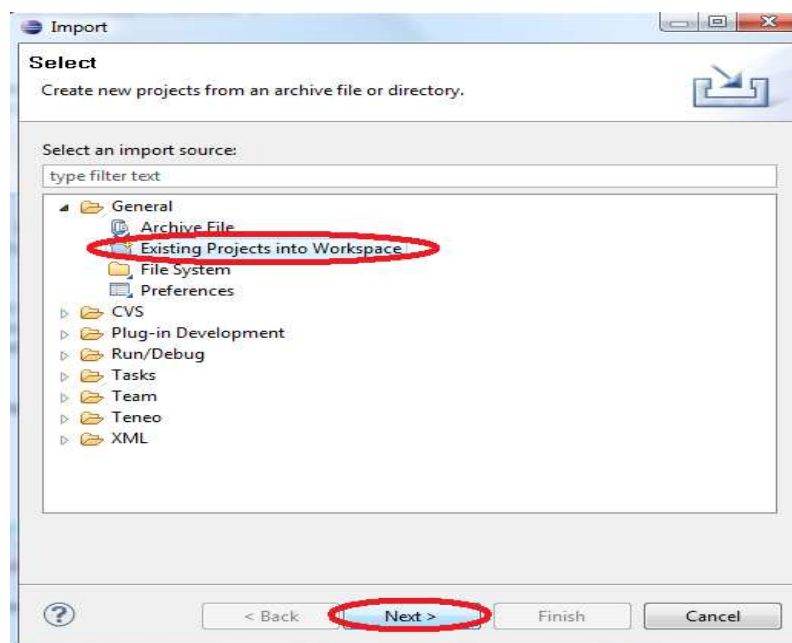 Import
Select
Create new projects from an archive file or directory.
Select an import source:
type filter text
General
Archive File
Existing Projects into Workspace
File System
Preferences
CVS
Plug-in Development
Run/Debug
Tasks
Team
Teneo
XML
?
< Back Next > Finish Cancel